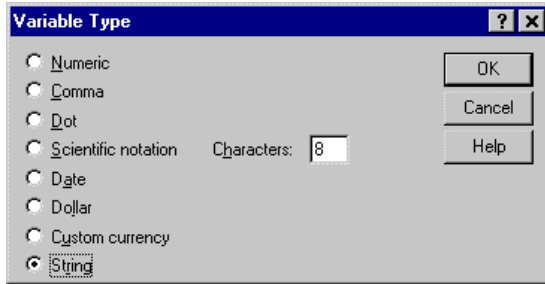 Variable Type
Numeric
OK
Comma
Cancel
Dot
Scientific notation Characters: 8
Help
Date
Dollar
Custom currency
String